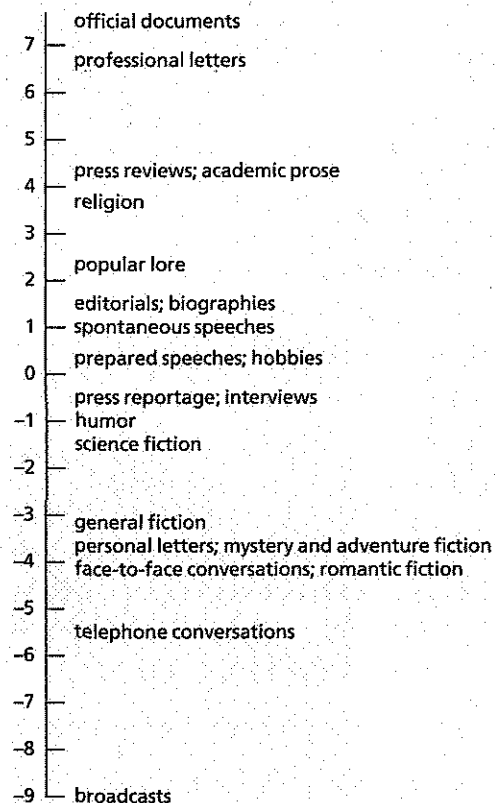 official documents
7
professional letters
6
5
press reviews; academic prose
4
religion
3
popular lore
2
editorials; biographies
1 spontaneous speeches
prepared speeches; hobbies
0
press reportage; interviews
–1
humor
science fiction
–2
–3
general fiction
personal letters; mystery and adventure fiction
–4
face-to-face conversations; romantic fiction
–5
telephone conversations
–6
–7
–8
–9 broadcasts